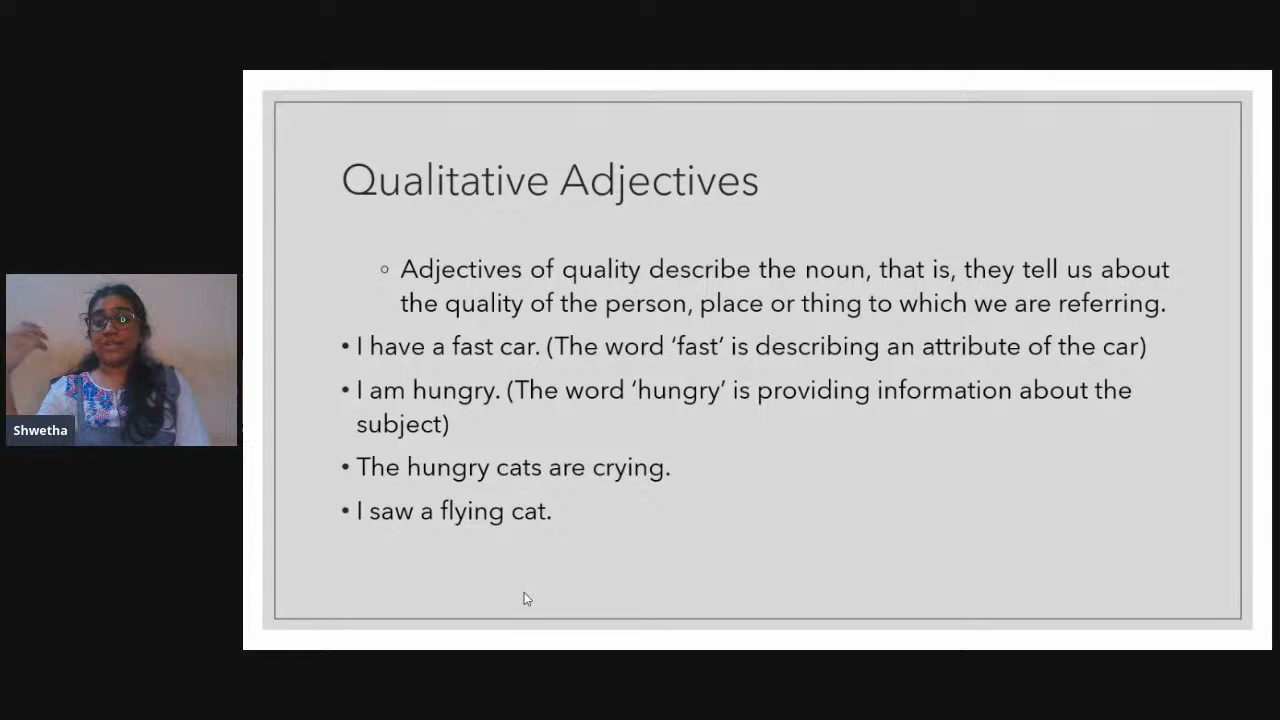 Qualitative Adjectives
◦ Adjectives of quality describe the noun, that is, they tell us about
the quality of the person, place or thing to which we are referring.
• I have a fast car. (The word ‘fast’ is describing an attribute of the car)
• I am hungry. (The word ‘hungry’ is providing information about the
subject)
• The hungry cats are crying.
• I saw a flying cat.
Shwetha